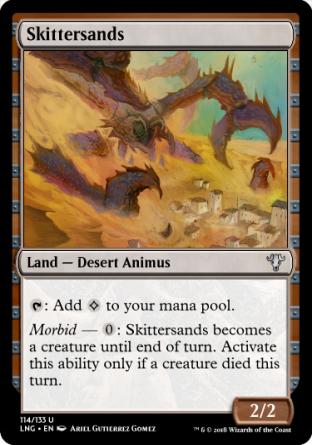 Skittersands
Land — Desert Animus
: Add to your mana pool.
Morbid — 0: Skittersands becomes
a creature until end of turn. Activate
this ability only if a creature died this
turn.
2/2
114/133 U
LNG • EN Ariel Gutierrez Gomez
™ & © 2018 Wizards of the Coast